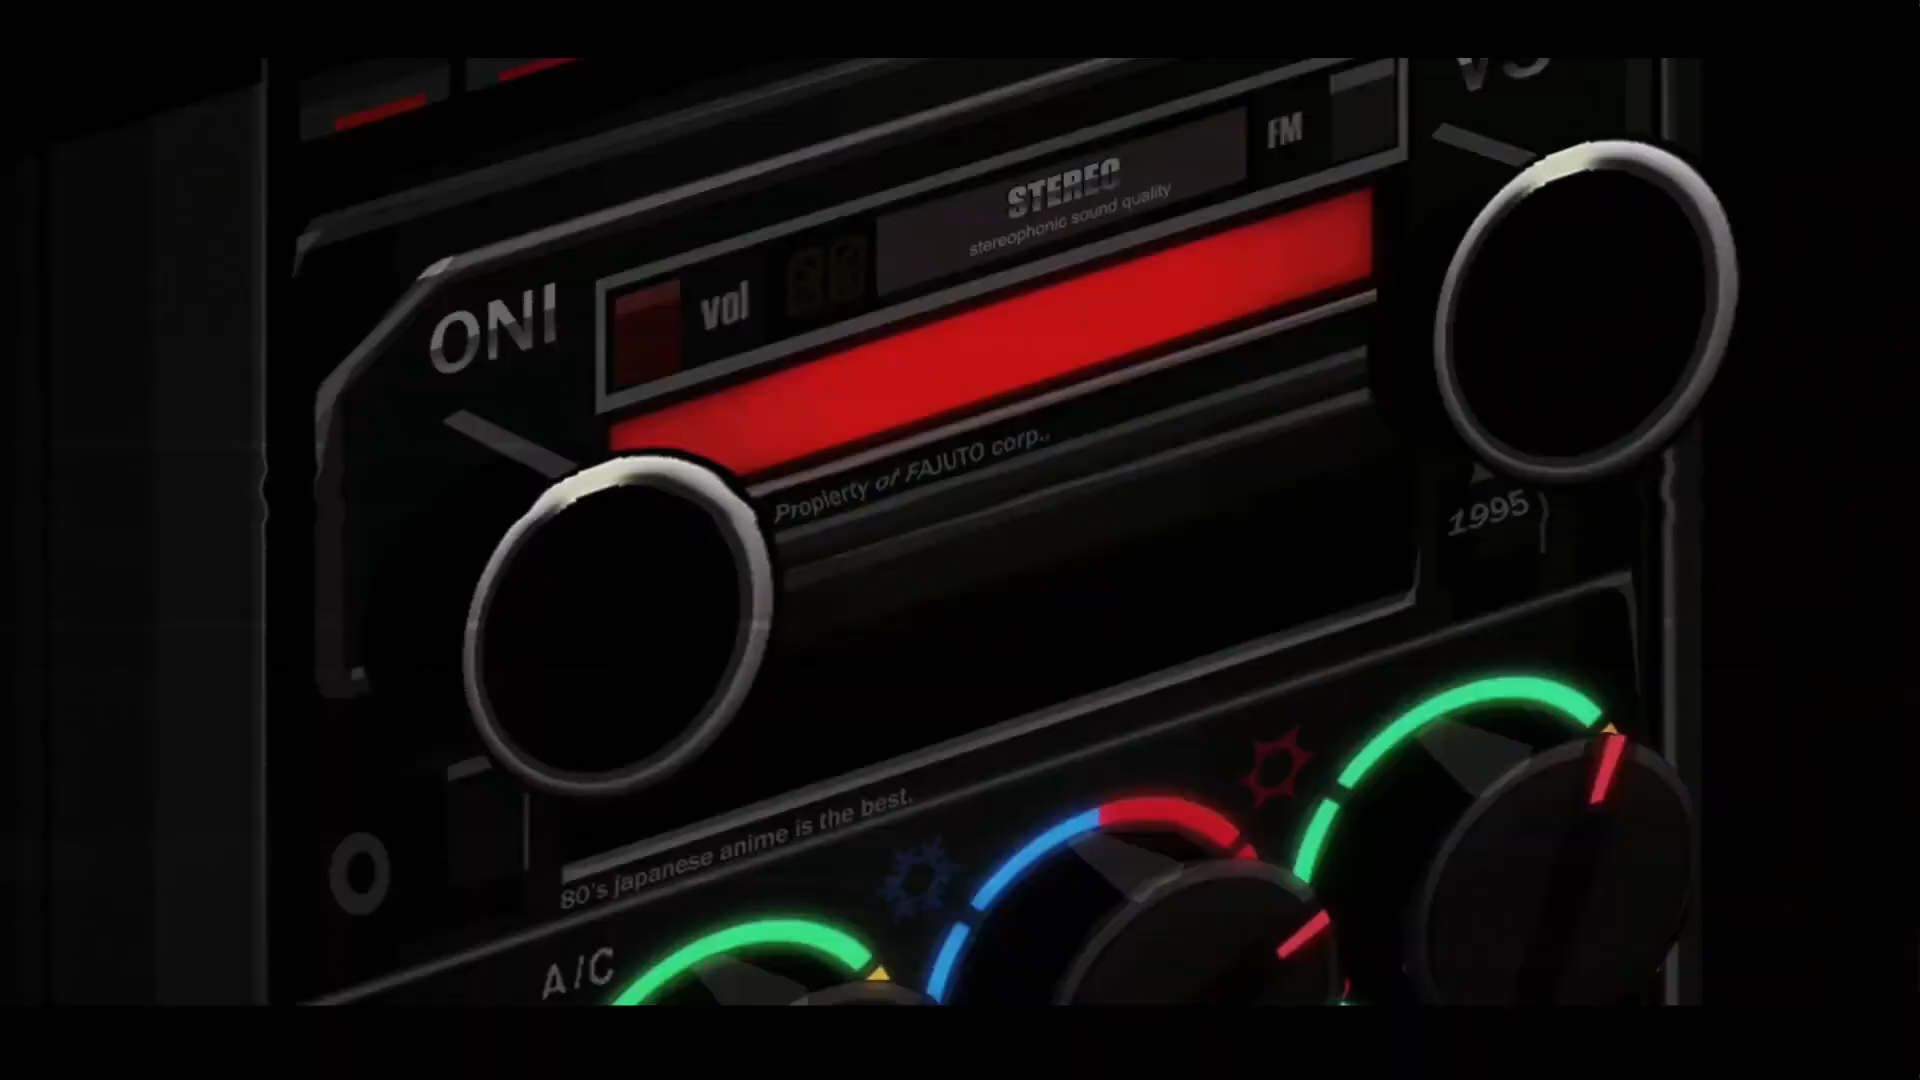 STEREO
stereophonic sound quality
FM
vol
ONI
Proplerty of FAJUTO corp..
1995
80's japanese anime is the best.
A/C